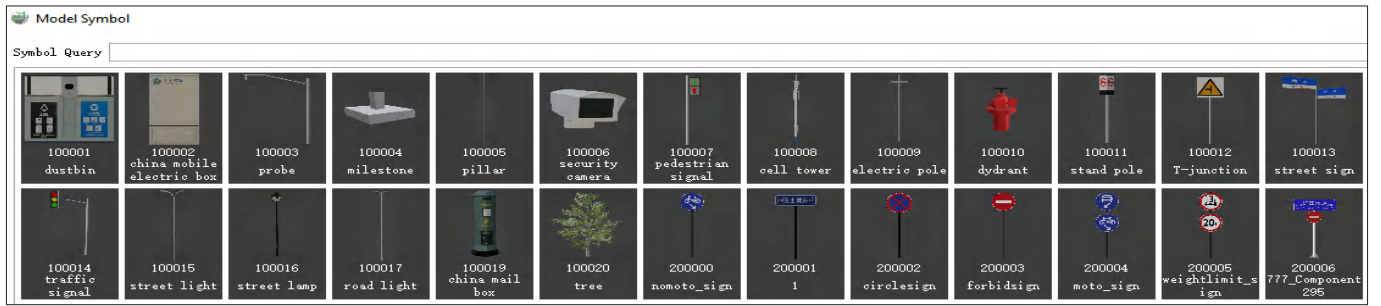 Model Symbol
Symbol Query
100001
dustbin
100002
china mobile
electric box
100003
probe
100004
milestone
100005
pillar
100006
security
camera
100007
pedestrian
signal
100008
cell tower
100009
electric pole
100010
dydrant
100011
stand pole
100012
T-junction
100013
street sign
100014
traffic
signal
100015
street light
100016
street lamp
100017
road light
100019
china mail
box
100020
tree
200000
nomoto_sign
200001
1
200002
circlesign
200003
forbidsign
200004
moto_sign
20
200005
weightlimit_s
ign
200006
777_Component
295